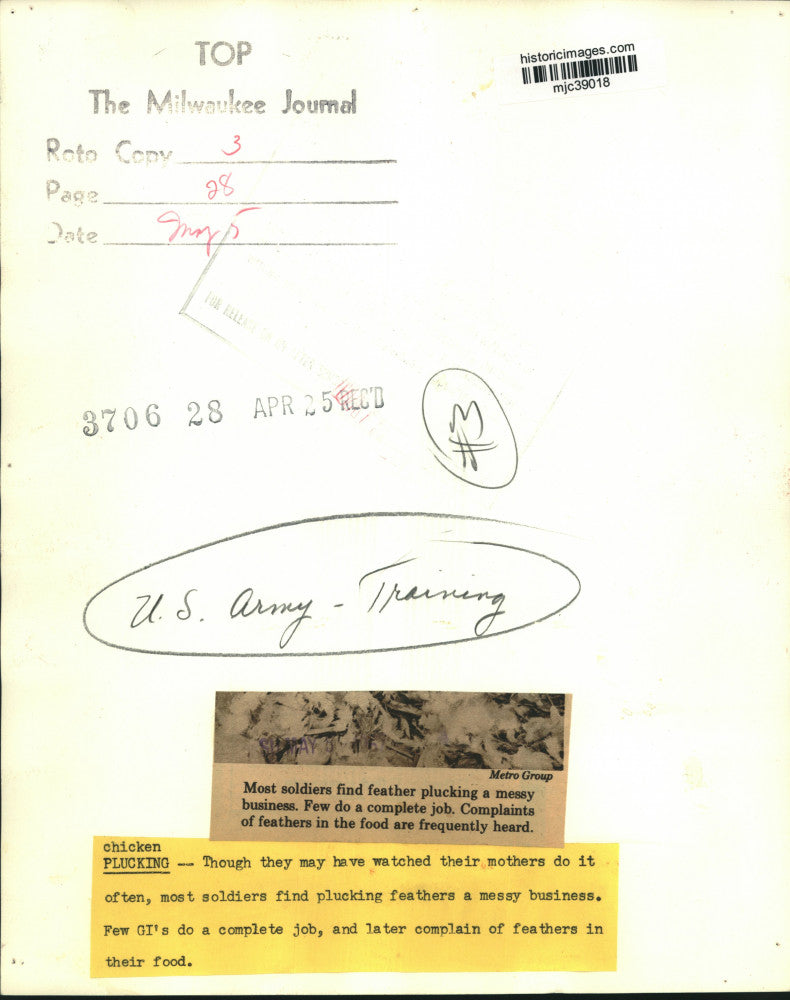 TOP
The Milwaukee Journal
Roto Copy 3
Page 28
Date May 5
historicimages.com
mjc39018
FOR RELEASE
3706 28 APR 25 REC'D
#3
U.S. Army - Training
Metro Group
Most soldiers find feather plucking a messy
business. Few do a complete job. Complaints
of feathers in the food are frequently heard.
chicken
PLUCKING -- Though they may have watched their mothers do it
often, most soldiers find plucking feathers a messy business.
Few GI's do a complete job, and later complain of feathers in
their food.